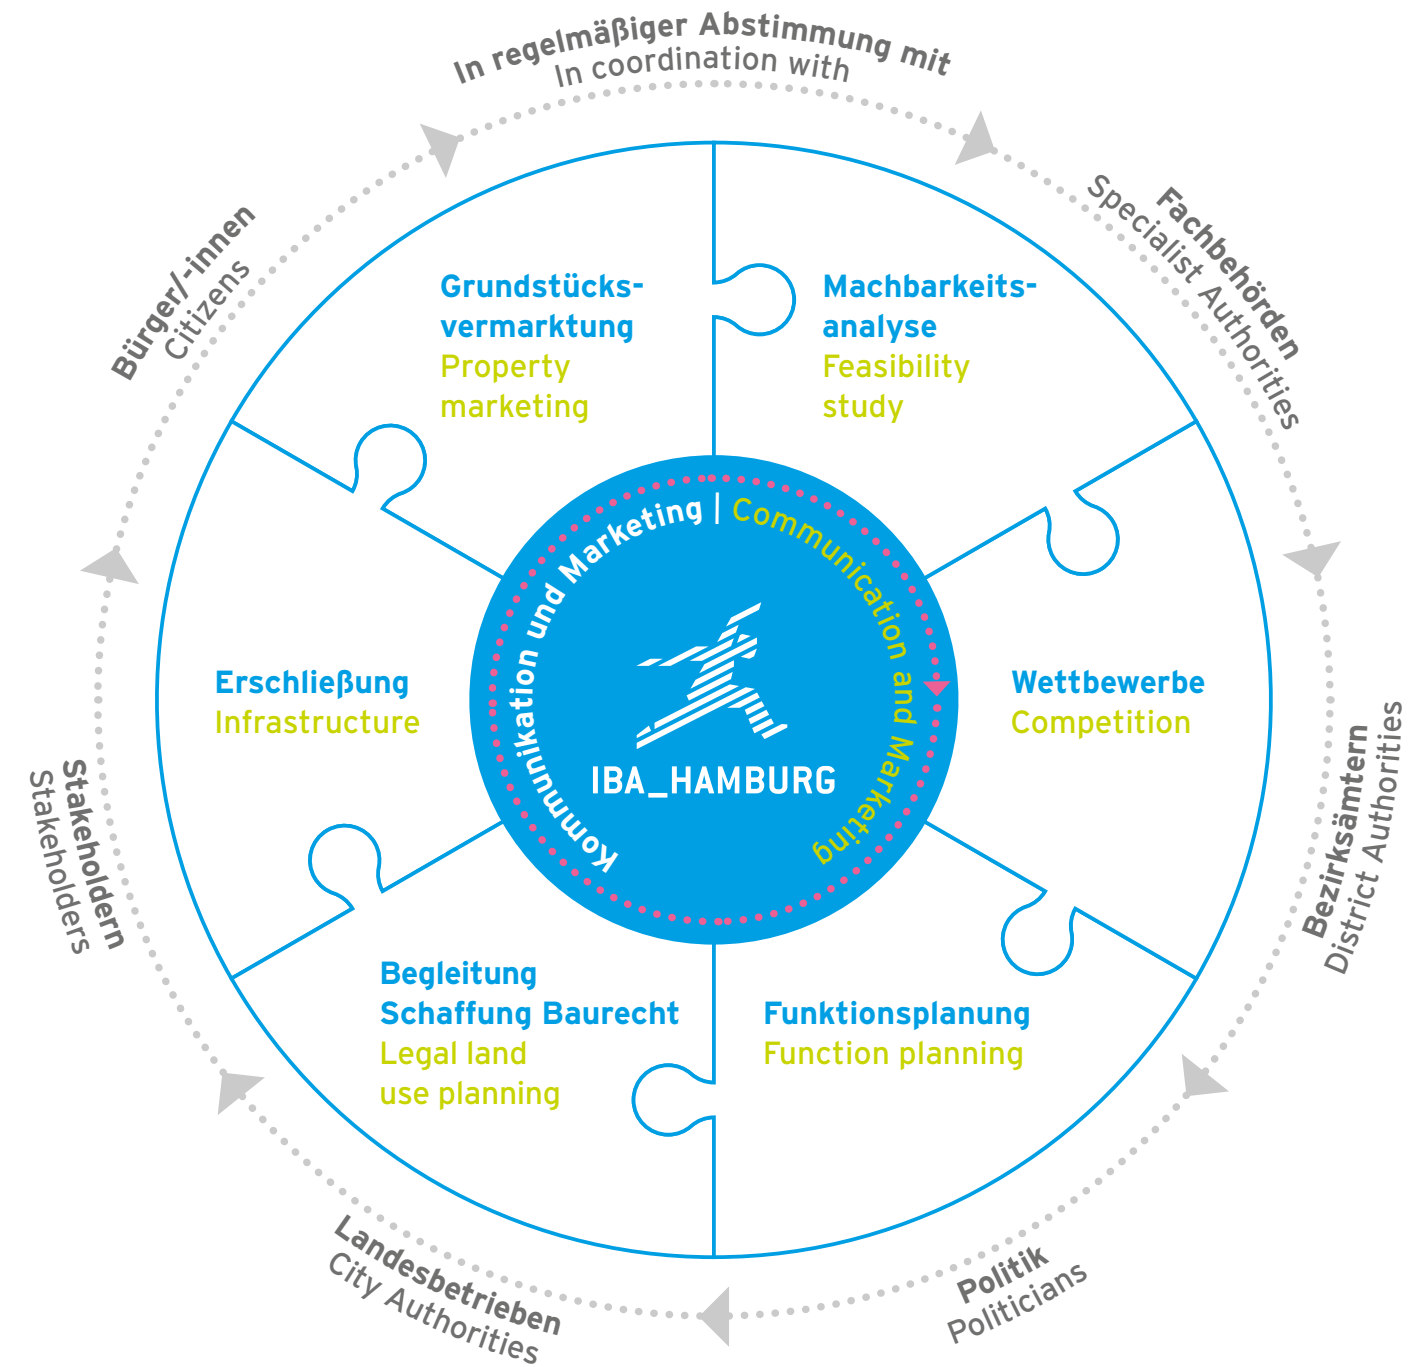 In regelmäßiger Abstimmung mit
In coordination with
Fachbehörden
Specialist Authorities
Bezirksämtern
District Authorities
Politik
Politicians
Landesbetrieben
City Authorities
Stakeholdern
Stakeholders
Bürger/-innen
Citizens
Grundstücks-
vermarktung
Property
marketing
Machbarkeits-
analyse
Feasibility
study
Wettbewerbe
Competition
Funktionsplanung
Function planning
Begleitung
Schaffung Baurecht
Legal land
use planning
Erschließung
Infrastructure
Kommunikation und Marketing | Communication and Marketing
IBA_HAMBURG